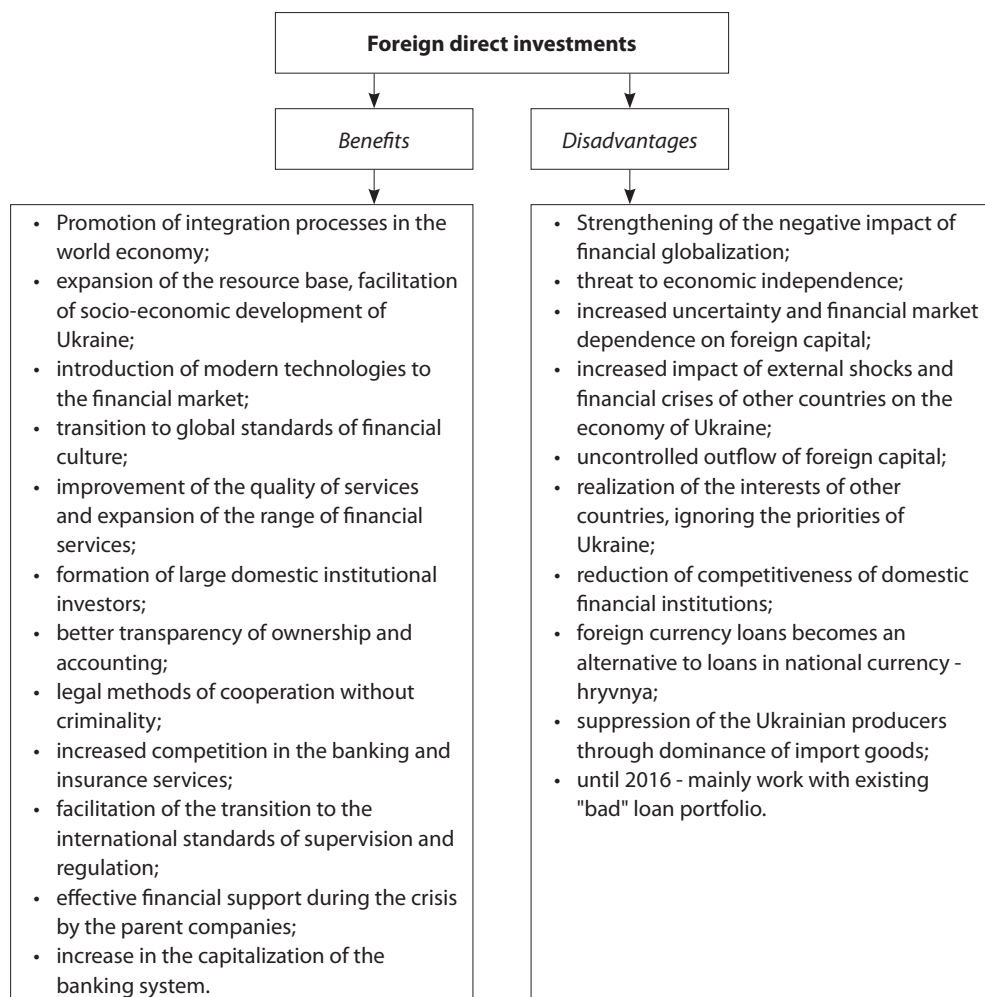 Foreign direct investments
Benefits
Disadvantages
• Promotion of integration processes in the
world economy;
• expansion of the resource base, facilitation
of socio-economic development of
Ukraine;
• introduction of modern technologies to
the financial market;
• transition to global standards of financial
culture;
• improvement of the quality of services
and expansion of the range of financial
services;
• formation of large domestic institutional
investors;
• better transparency of ownership and
accounting;
• legal methods of cooperation without
criminality;
• increased competition in the banking and
insurance services;
• facilitation of the transition to the
international standards of supervision and
regulation;
• effective financial support during the crisis
by the parent companies;
• increase in the capitalization of the
banking system.
• Strengthening of the negative impact of
financial globalization;
• threat to economic independence;
• increased uncertainty and financial market
dependence on foreign capital;
• increased impact of external shocks and
financial crises of other countries on the
economy of Ukraine;
• uncontrolled outflow of foreign capital;
• realization of the interests of other
countries, ignoring the priorities of
Ukraine;
• reduction of competitiveness of domestic
financial institutions;
• foreign currency loans becomes an
alternative to loans in national currency -
hryvnya;
• suppression of the Ukrainian producers
through dominance of import goods;
• until 2016 - mainly work with existing
"bad" loan portfolio.